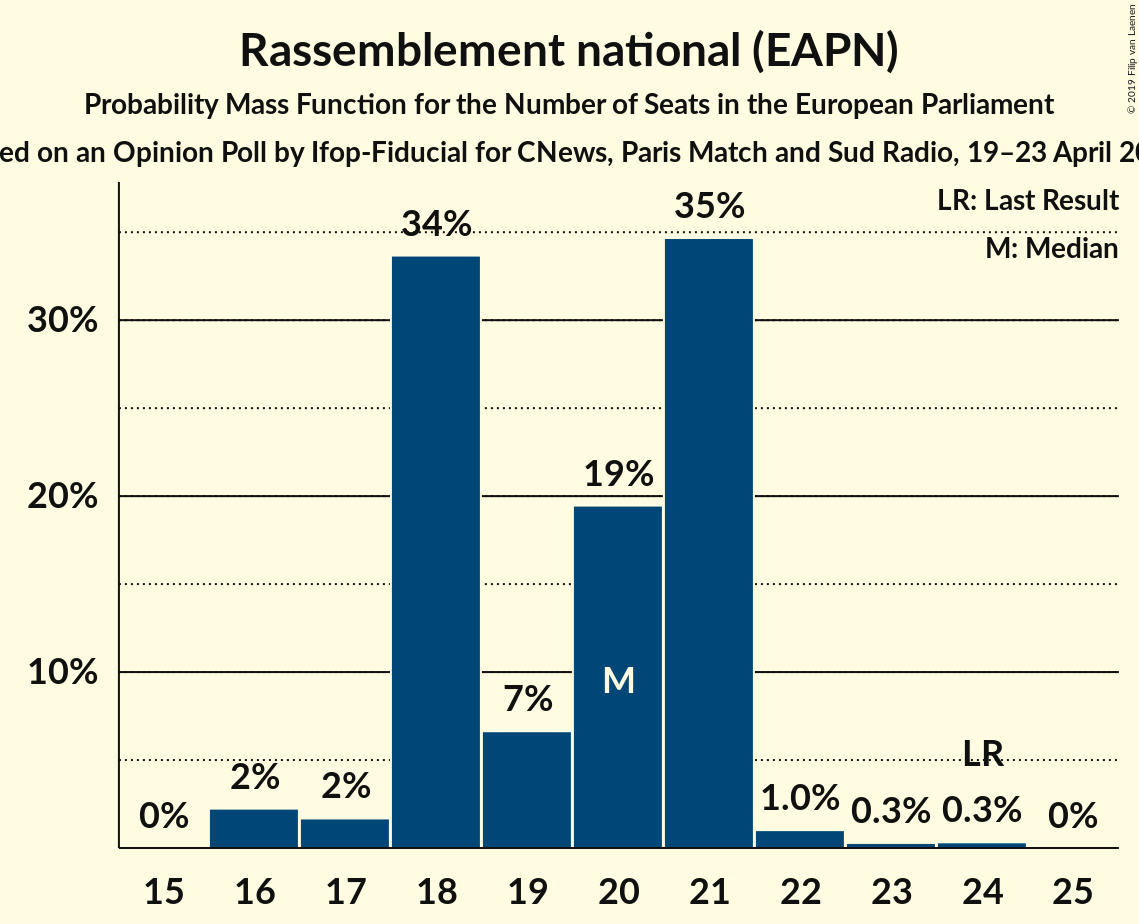 Rassemblement national (EAPN)
Probability Mass Function for the Number of Seats in the European Parliament
on an Opinion Poll by Ifop-Fiducial for CNews, Paris Match and Sud Radio, 19–23 April
© 2019 Filip van Laenen
LR: Last Result
M: Median
34%
35%
30%
19%
20%
10%
M
7%
LR
2%
2%
0%
1.0%
0.3%
0.3%
0%
15 16 17 18 19 20 21 22 23 24 25